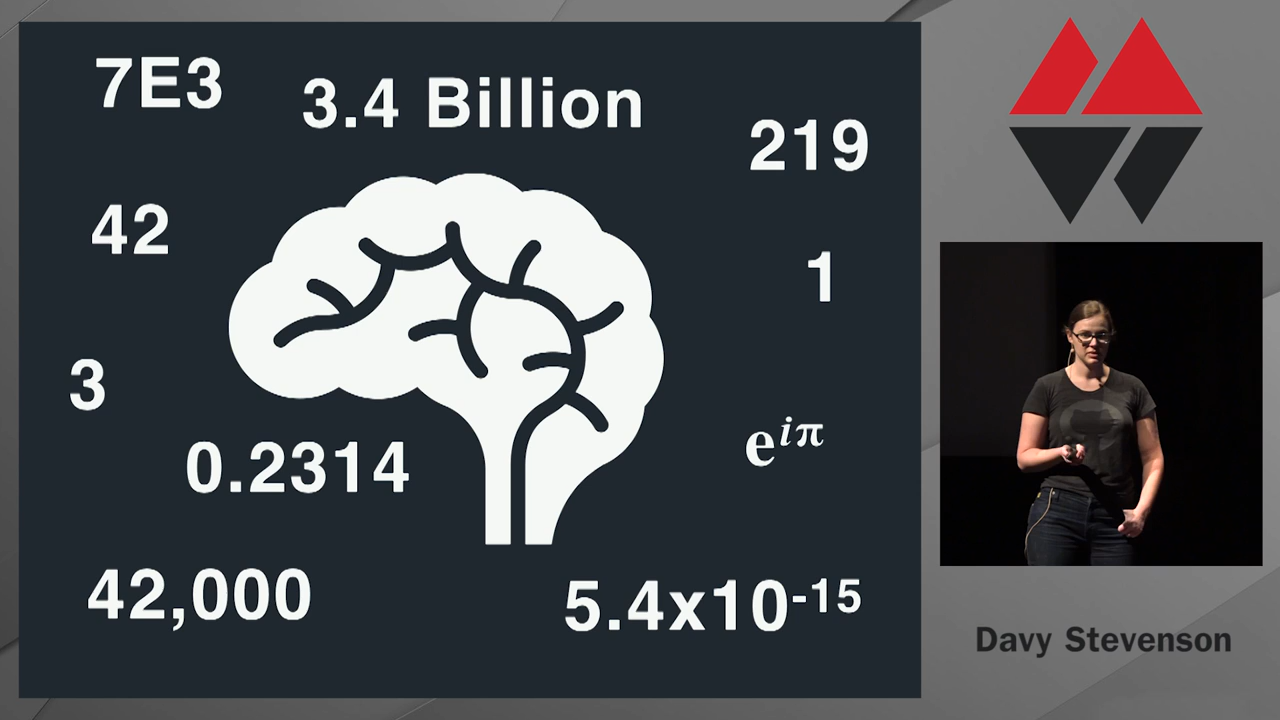 7E3
3.4 Billion
219
42
1
3
0.2314
e^{iπ}
42,000
5.4x10^{-15}
Davy Stevenson